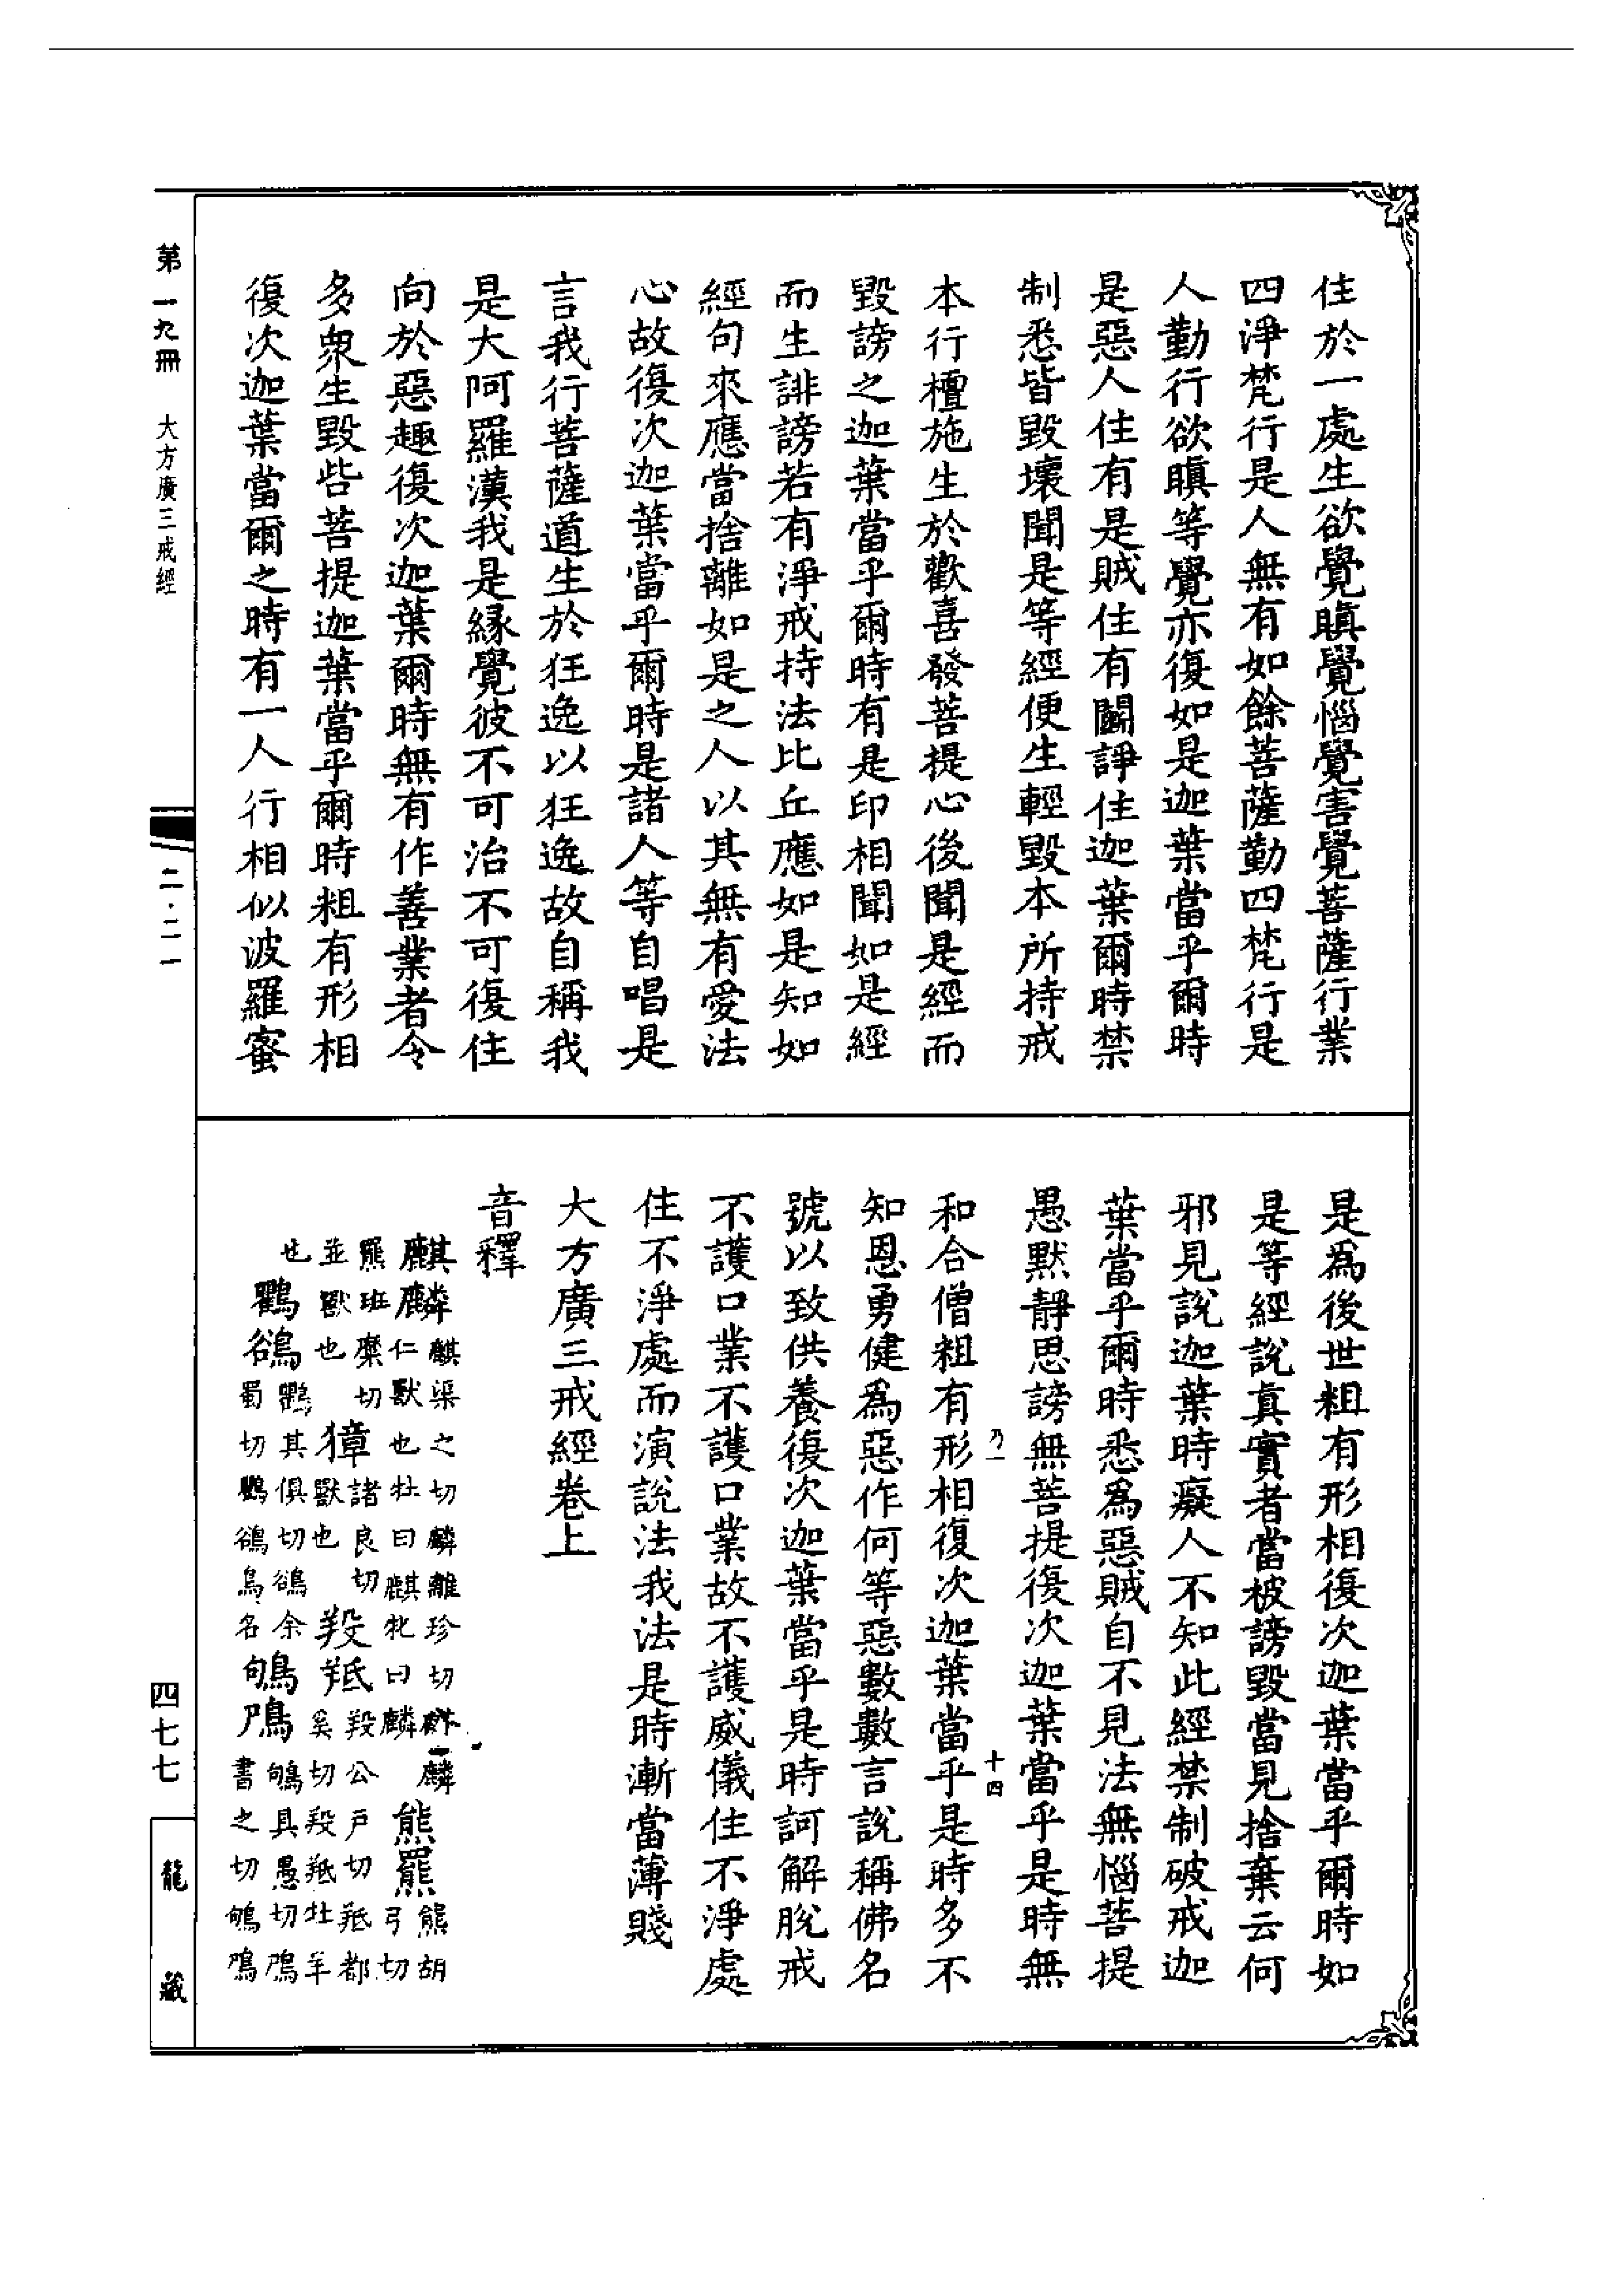 住於一處生欲覺瞋覺惱覺害覺菩薩行業
四淨梵行是人無有如餘菩薩勤四梵行是
人勤行欲瞋等覺亦復如是迦葉當乎爾時
是惡人住有是賊住有鬬諍住迦葉爾時禁
制悉皆毀壞聞是等經便生輕毀本所持戒
本行檀施生於歡喜發菩提心後聞是經而
毀謗之迦葉當乎爾時有是印相聞如是經
而生誹謗若有淨戒持法比丘應如是知如
經句來應當捨離如是之人以其無有愛法
心故復次迦葉當乎爾時是諸人等自唱是
言我行菩薩道生於狂逸以狂逸故自稱我
是大阿羅漢我是緣覺彼不可治不可復住
向於惡趣復次迦葉爾時無有作善業者令
多衆生毀呰菩提迦葉當乎爾時粗有形相
復次迦葉當爾之時有一人行相似波羅蜜
是爲後世粗有形相復次迦葉當乎爾時如
是等經說真實者當被謗毀當見捨棄云何
邪見說迦葉時癡人不知此經禁制破戒迦
葉當乎爾時悉爲惡賊自不見法無惱菩提
愚默靜思謗無菩提復次迦葉當乎是時無
乃一 十四
和合僧粗有形相復次迦葉當乎是時多不
知恩勇健爲惡作何等惡數數言說稱佛名
號以致供養復次迦葉當乎是時訶解脫戒
不護口業不護口業故不護威儀住不淨處
住不淨處而演說法我法是時漸當薄賤
大方廣三戒經卷上
音釋
麒麟麒渠之切麟離珍切麒麟仁獸也牡曰麒牝曰麟
熊羆熊胡弓切羆班糜切並獸也
獐諸良切獸也
羖羝羖公戶切羝都奚切羖羝牡羊也
鸜鵒鸜其俱切鵒余蜀切鸜鵒鳥名
鴝鴈鴝具愚切鴈書之切鴝鴈
第一九冊 大方廣三戒經
二·二一
四七七
龍藏